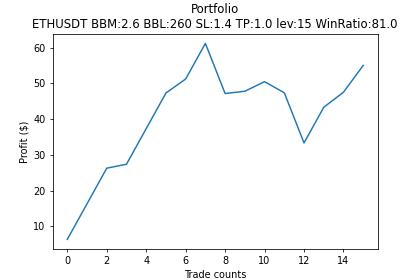 Portfolio
ETHUSDT BBM:2.6 BBL:260 SL:1.4 TP:1.0 lev:15 WinRatio:81.0
60
50
40
30
20
10
Profit ($)
0 2 4 6 8 10 12 14
Trade counts